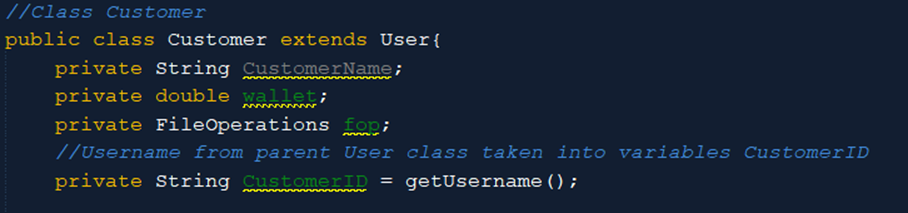 //Class Customer
public class Customer extends User{
private String CustomerName;
private double wallet;
private FileOperations fop;
//Username from parent User class taken into variables CustomerID
private String CustomerID = getUsername();